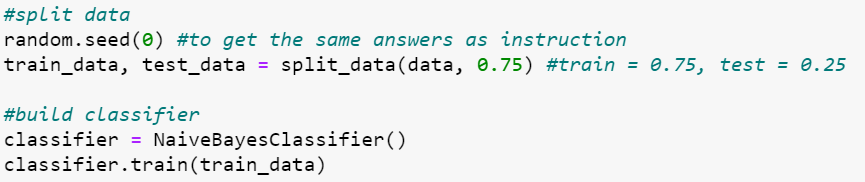 #split data
random.seed(0) #to get the same answers as instruction
train_data, test_data = split_data(data, 0.75) #train = 0.75, test = 0.25
#build classifier
classifier = NaiveBayesClassifier()
classifier.train(train_data)